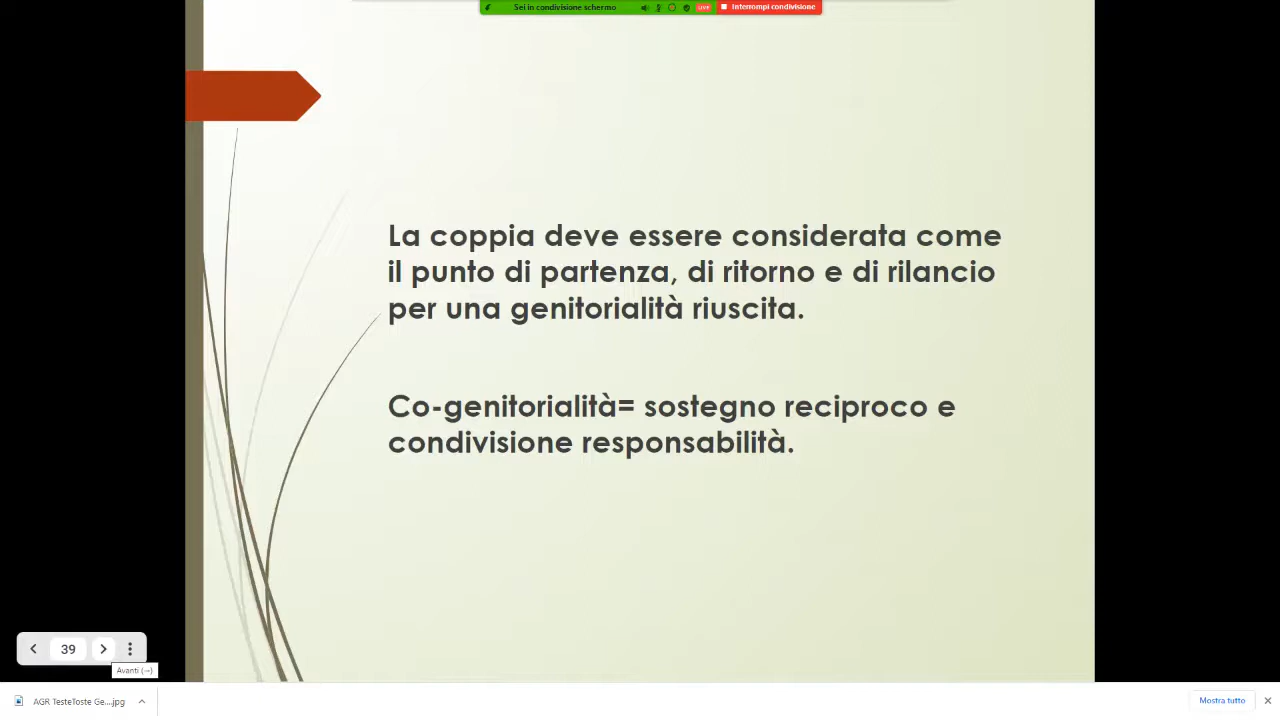 Sei in condivisione schermo LIVE Interrompi condivisione
La coppia deve essere considerata come
il punto di partenza, di ritorno e di rilancio
per una genitorialità riuscita.
Co-genitorialità= sostegno reciproco e
condivisione responsabilità.
39
Avanti (→)
AGR TesteToste Ge....jpg
Mostra tutto